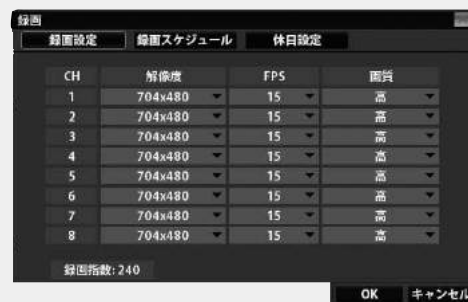 録画
録画設定 録画スケジュール 休日設定
CH 解像度 FPS 画質
1 704x480 15 高
2 704x480 15 高
3 704x480 15 高
4 704x480 15 高
5 704x480 15 高
6 704x480 15 高
7 704x480 15 高
8 704x480 15 高
録画指数: 240
OK キャンセル